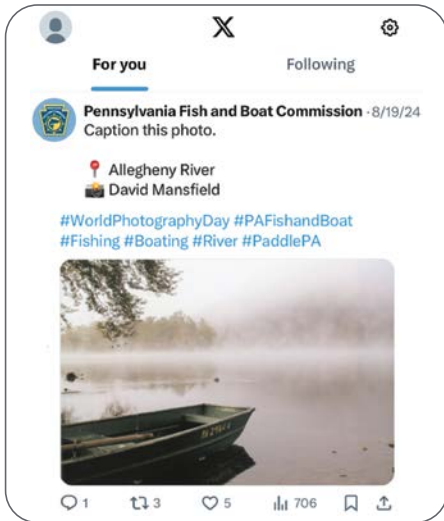 For you Following
Pennsylvania Fish and Boat Commission · 8/19/24
Caption this photo.
Allegheny River
David Mansfield
#WorldPhotographyDay #PAFishandBoat
#Fishing #Boating #River #PaddlePA
1 3 5 706